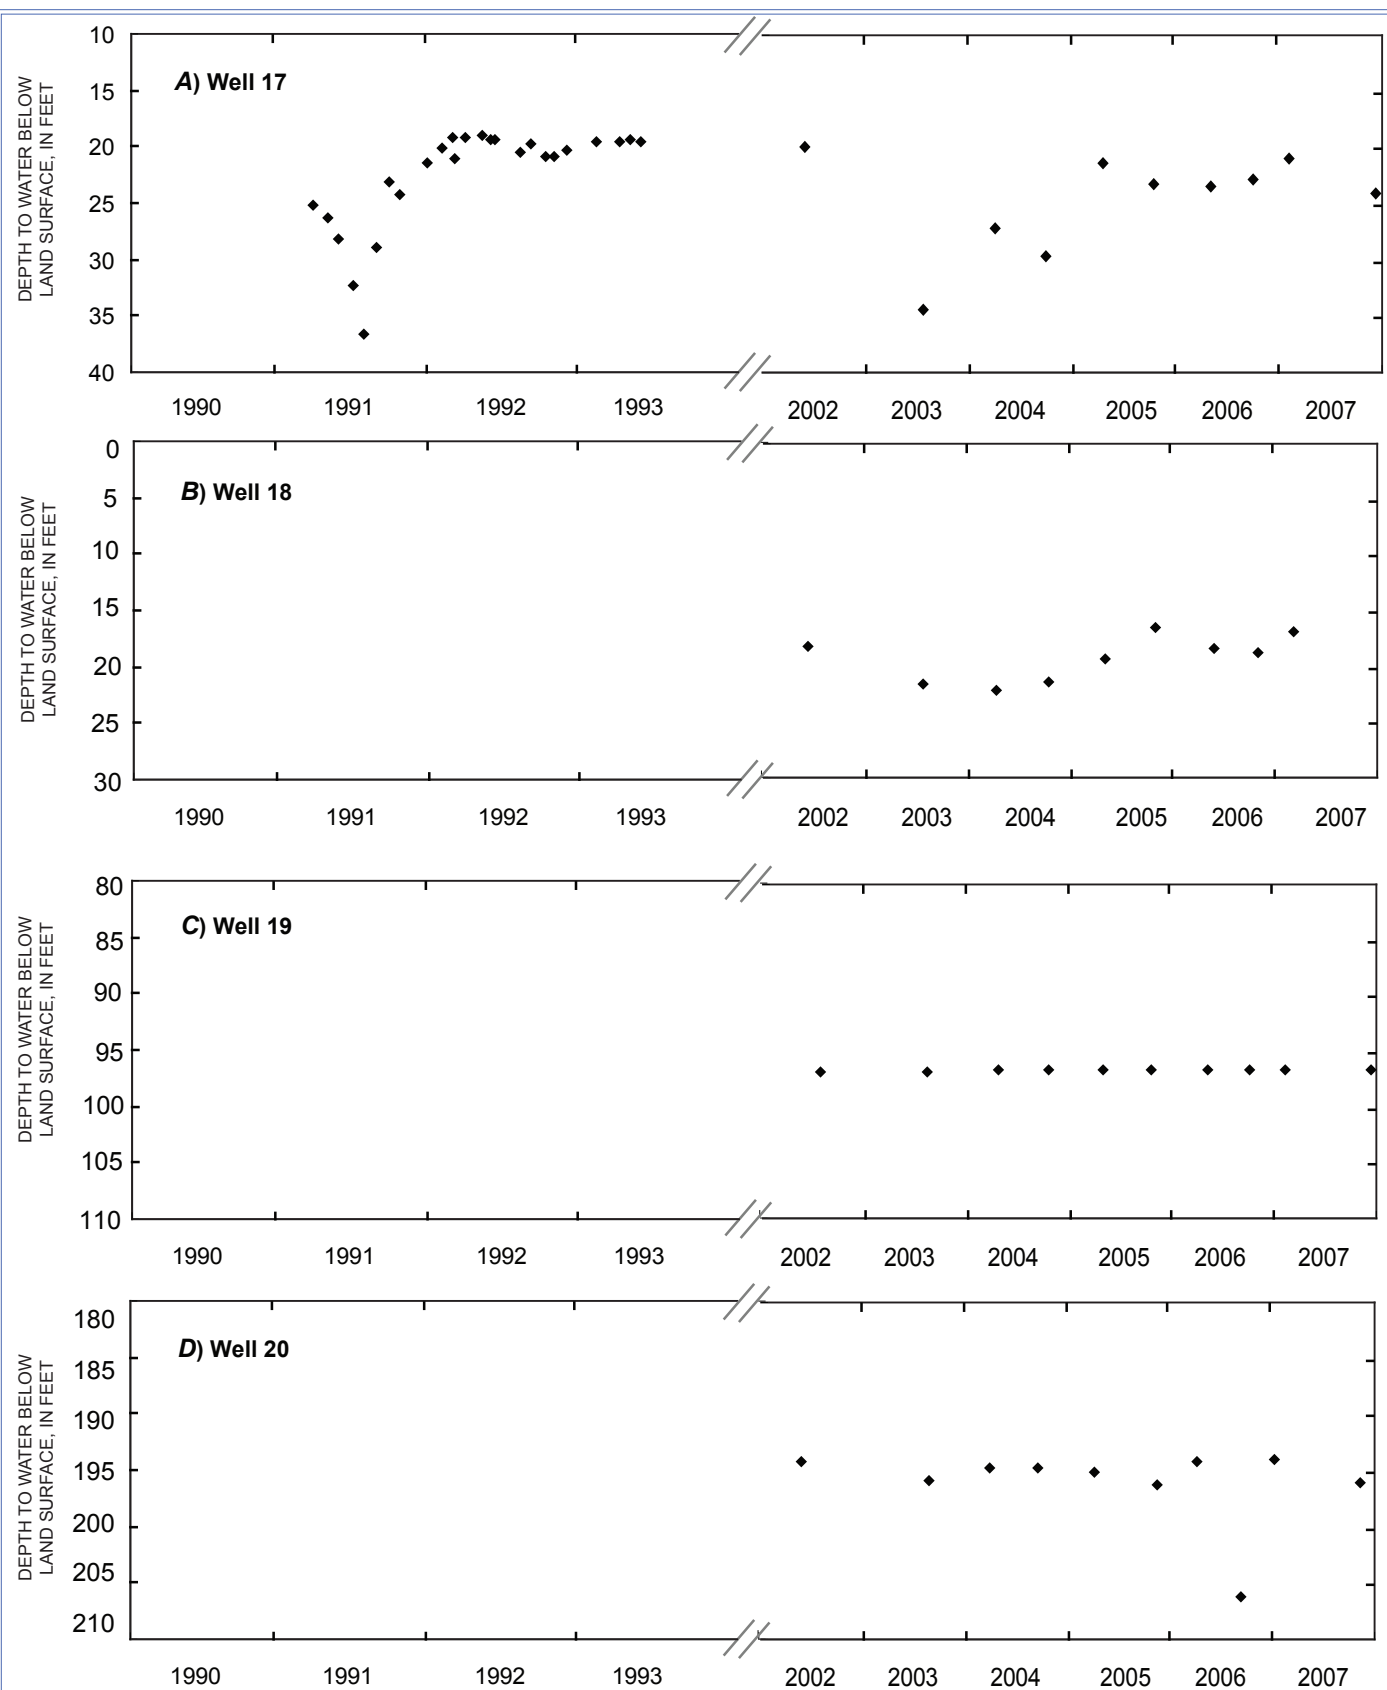 10
15
20
25
30
35
40
DEPTH TO WATER BELOW
LAND SURFACE, IN FEET
A) Well 17
1990 1991 1992 1993 2002 2003 2004 2005 2006 2007
0
5
10
15
20
25
30
DEPTH TO WATER BELOW
LAND SURFACE, IN FEET
B) Well 18
1990 1991 1992 1993 2002 2003 2004 2005 2006 2007
80
85
90
95
100
105
110
DEPTH TO WATER BELOW
LAND SURFACE, IN FEET
C) Well 19
1990 1991 1992 1993 2002 2003 2004 2005 2006 2007
180
185
190
195
200
205
210
DEPTH TO WATER BELOW
LAND SURFACE, IN FEET
D) Well 20
1990 1991 1992 1993 2002 2003 2004 2005 2006 2007